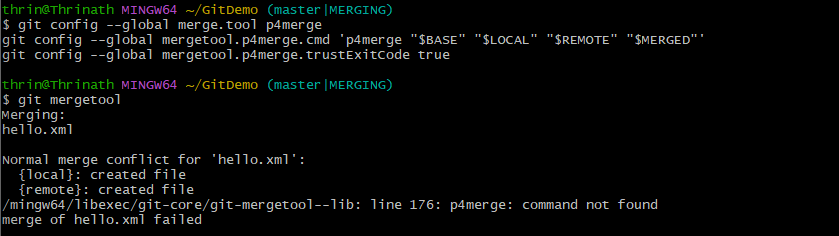 thrin@Thrinath MINGW64 ~/GitDemo (master|MERGING)
$ git config --global merge.tool p4merge
git config --global mergetool.p4merge.cmd 'p4merge "$BASE" "$LOCAL" "$REMOTE" "$MERGED"'
git config --global mergetool.p4merge.trustExitCode true
thrin@Thrinath MINGW64 ~/GitDemo (master|MERGING)
$ git mergetool
Merging:
hello.xml
Normal merge conflict for 'hello.xml':
  {local}: created file
  {remote}: created file
/mingw64/libexec/git-core/git-mergetool--lib: line 176: p4merge: command not found
merge of hello.xml failed